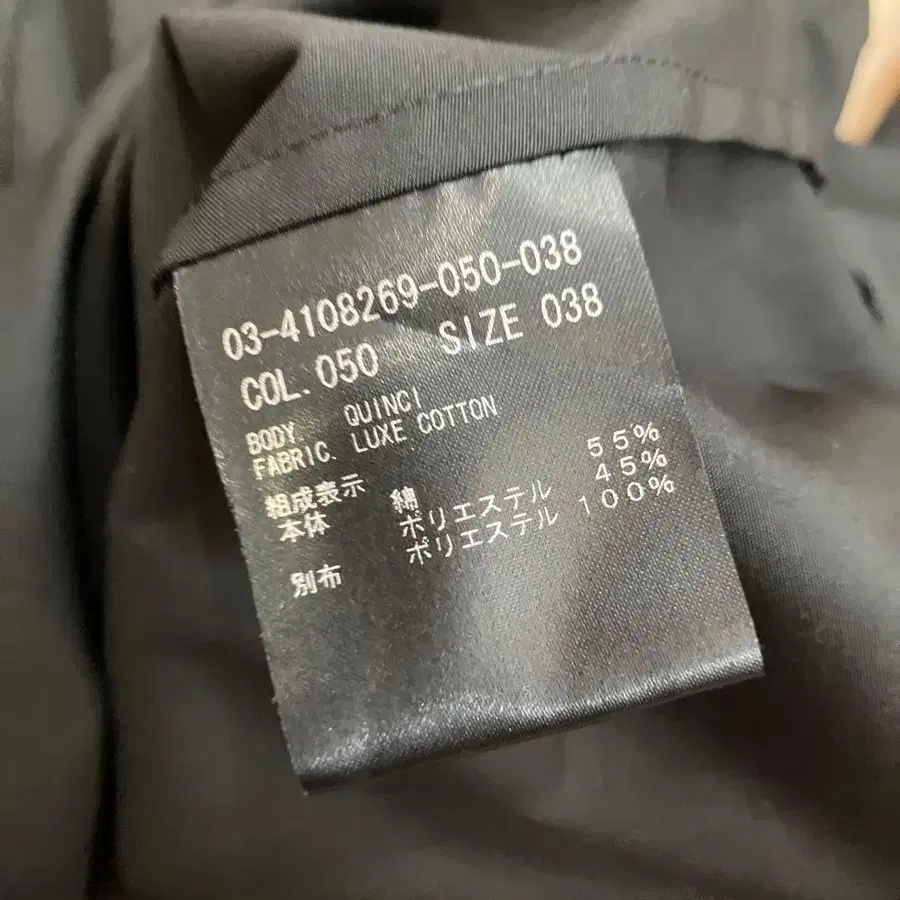 03-4108269-050-038
COL. 050 SIZE 038
BODY. QUINCI
FABRIC. LUXE COTTON
組成表示
本体 綿 55%
ポリエステル 45%
別布 ポリエステル 100%